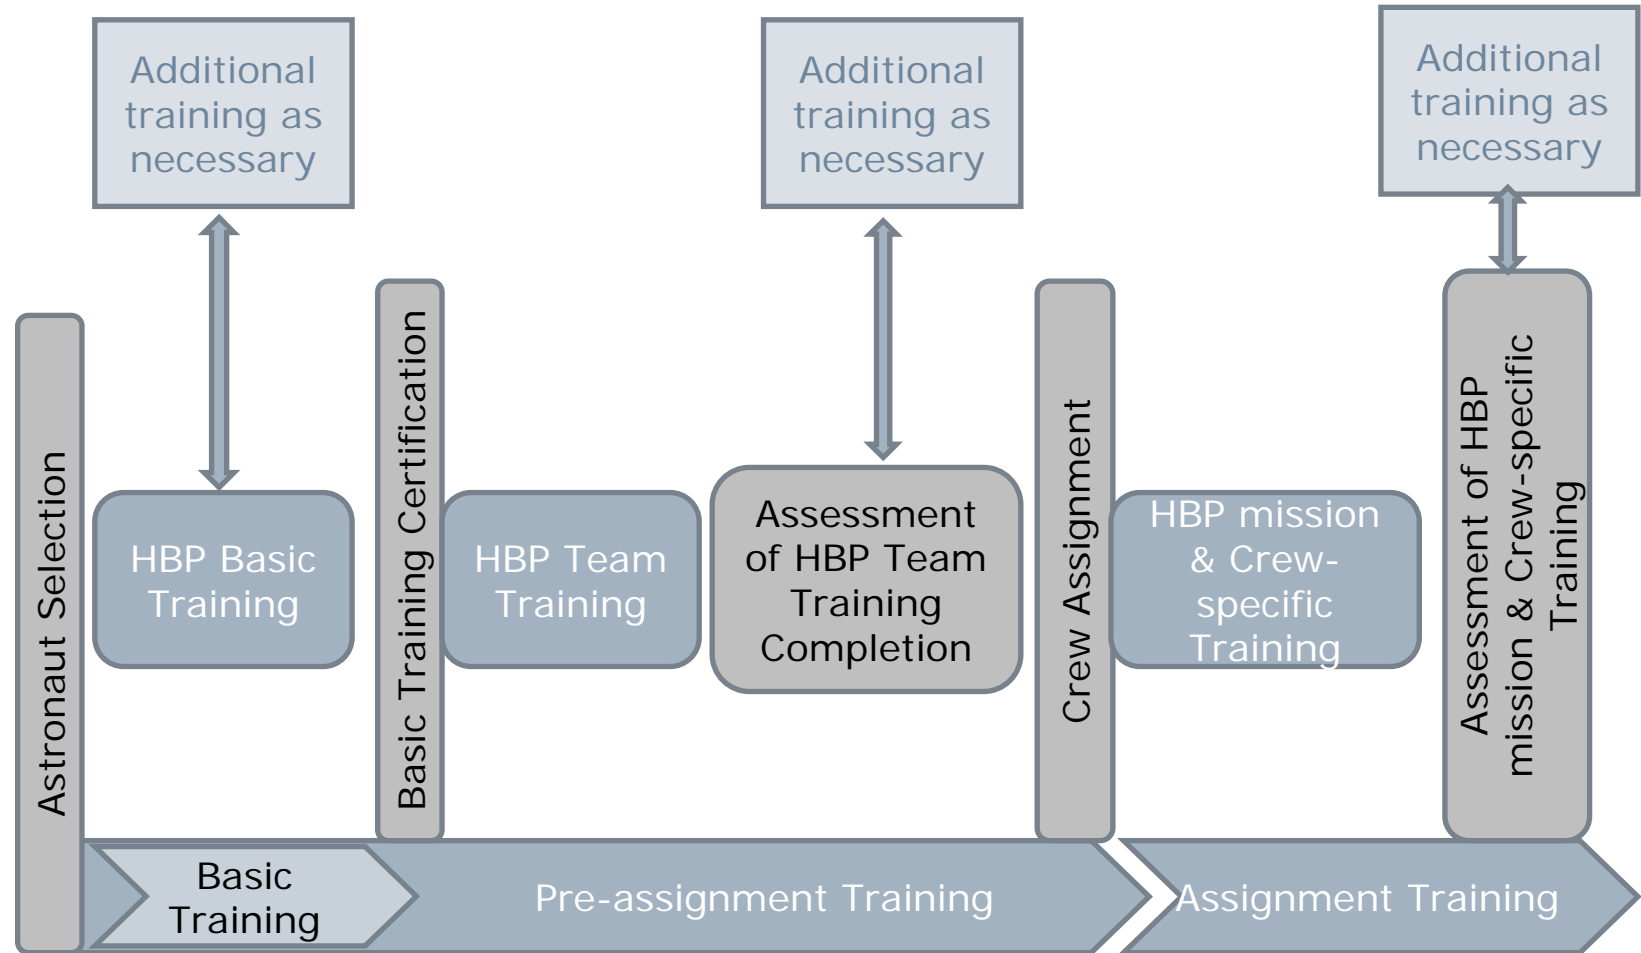 Additional
training as
necessary
Additional
training as
necessary
Additional
training as
necessary
Astronaut Selection
HBP Basic
Training
Basic Training Certification
HBP Team
Training
Assessment
of HBP Team
Training
Completion
Crew Assignment
HBP mission
& Crew-
specific
Training
Assessment of HBP
mission & Crew-specific
Training
Basic
Training
Pre-assignment Training
Assignment Training